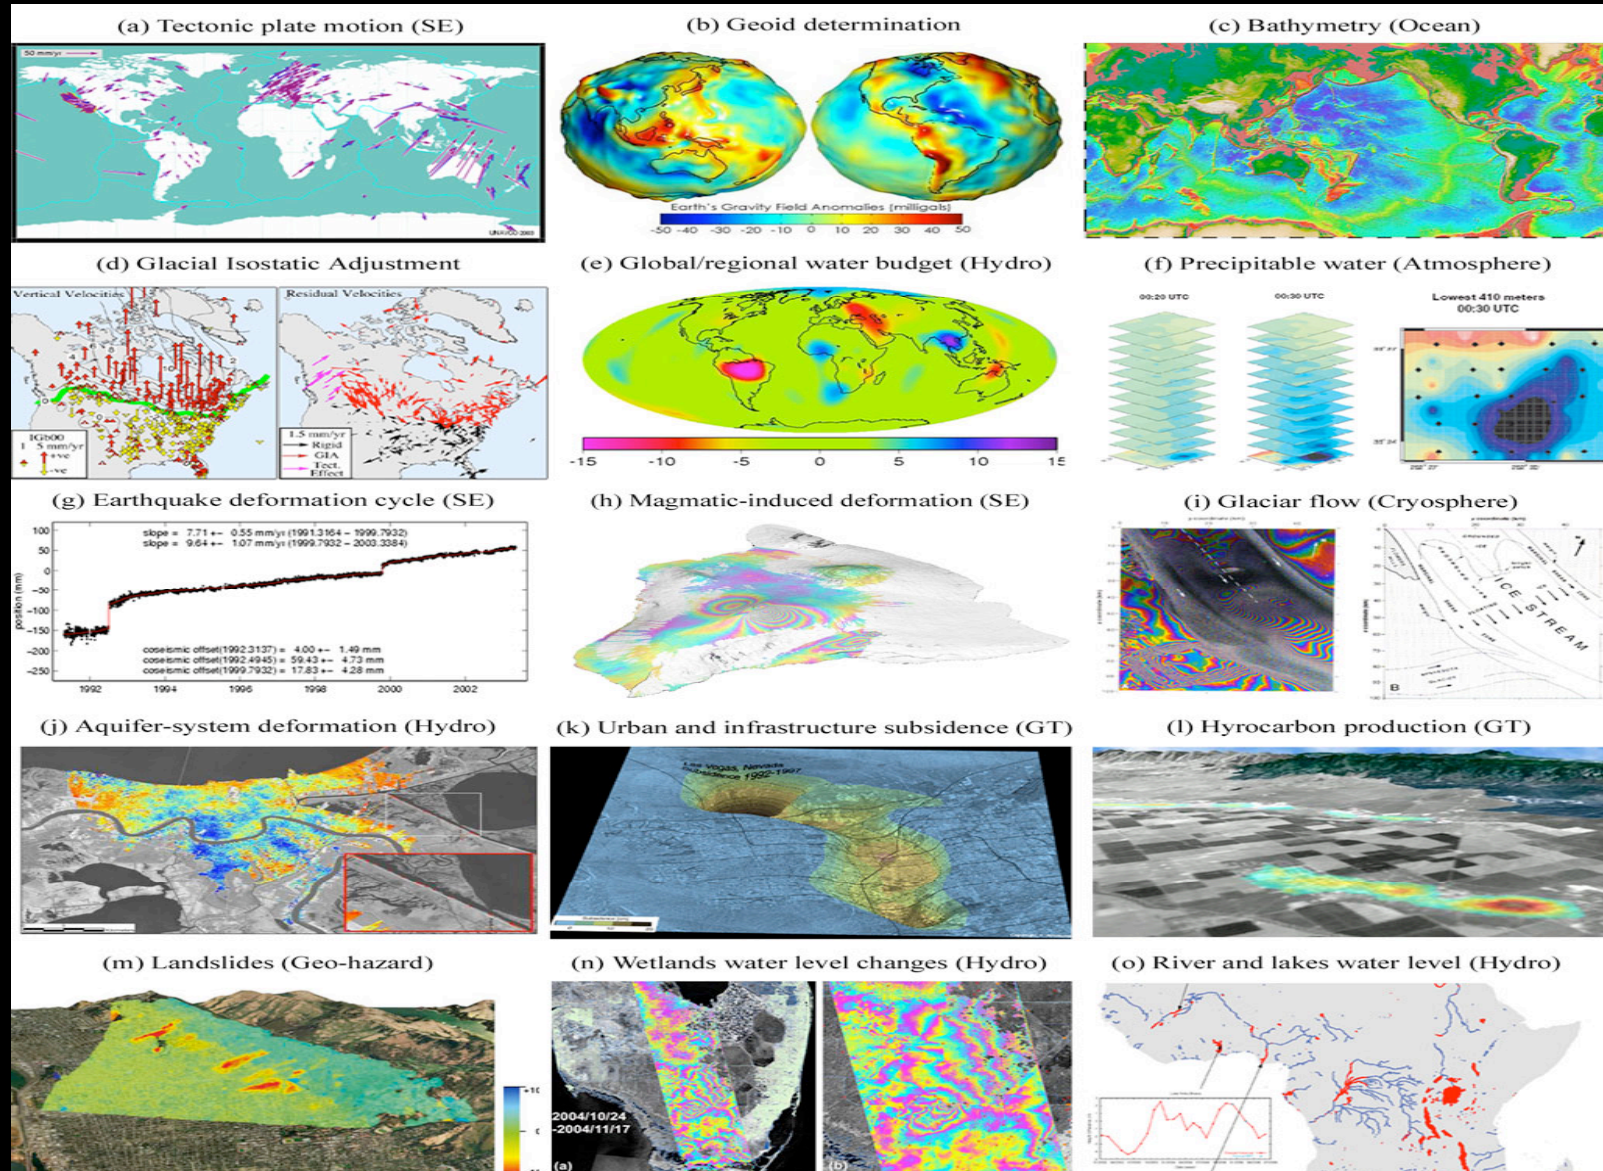 (a) Tectonic plate motion (SE)
(b) Geoid determination
(c) Bathymetry (Ocean)
50 mm/yr
UNAVCO 2003
Earth's Gravity Field Anomalies (milligals)
-50 -40 -30 -20 -10 0 10 20 30 40 50
(d) Glacial Isostatic Adjustment
(e) Global/regional water budget (Hydro)
(f) Precipitable water (Atmosphere)
Vertical Velocities
Residual Velocities
IGb00
1 5 mm/yr
+ve
-ve
1.5 mm/yr
Rigid
GIA
Tect.
Effect
-15 -10 -5 0 5 10 15
00:20 UTC
00:30 UTC
Lowest 410 meters
00:30 UTC
(g) Earthquake deformation cycle (SE)
(h) Magmatic-induced deformation (SE)
(i) Glaciar flow (Cryosphere)
position (mm)
100
50
0
-50
-100
-150
-200
-250
slope = 7.71 +- 0.55 mm/yr (1991.3164 - 1999.7932)
slope = 9.64 +- 1.07 mm/yr (1999.7932 - 2003.3384)
coseismic offset(1992.3137) = 4.00 +- 1.49 mm
coseismic offset(1992.4945) = 59.43 +- 4.73 mm
coseismic offset(1999.7932) = 17.83 +- 4.28 mm
1992 1994 1996 1998 2000 2002
ICE STREAM
B
(j) Aquifer-system deformation (Hydro)
(k) Urban and infrastructure subsidence (GT)
(l) Hyrocarbon production (GT)
Las Vegas, Nevada
Subsidence 1992-1997
(m) Landslides (Geo-hazard)
(n) Wetlands water level changes (Hydro)
(o) River and lakes water level (Hydro)
2004/10/24
-2004/11/17
(a)
(b)